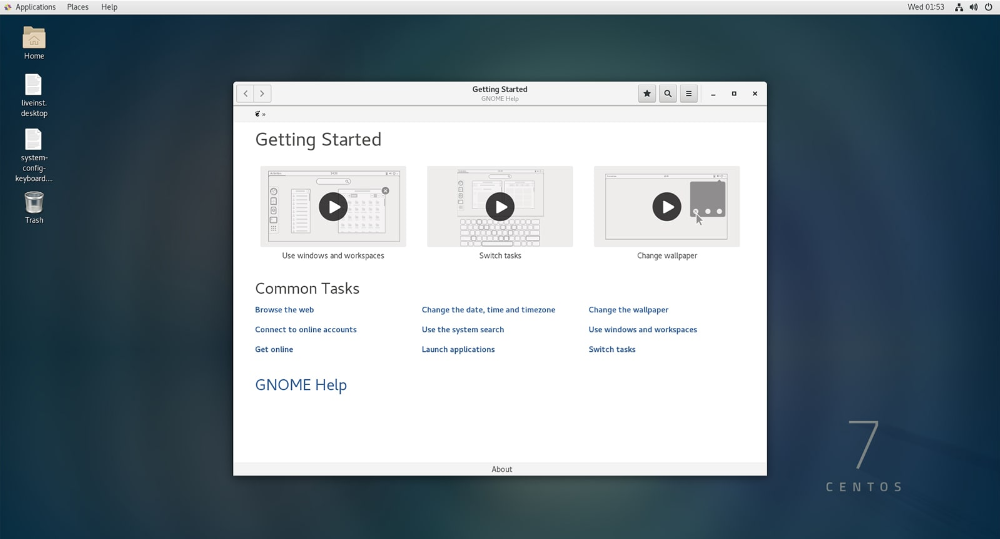 Applications Places Help
Wed 01:53
Home
liveinst.
desktop
system-
config-
keyboard....
Trash
Getting Started
GNOME Help
»
Getting Started
Activities 14:30
Use windows and workspaces
Switch tasks
Change wallpaper
Common Tasks
Browse the web
Change the date, time and timezone
Change the wallpaper
Connect to online accounts
Use the system search
Use windows and workspaces
Get online
Launch applications
Switch tasks
GNOME Help
About
7
CENTOS